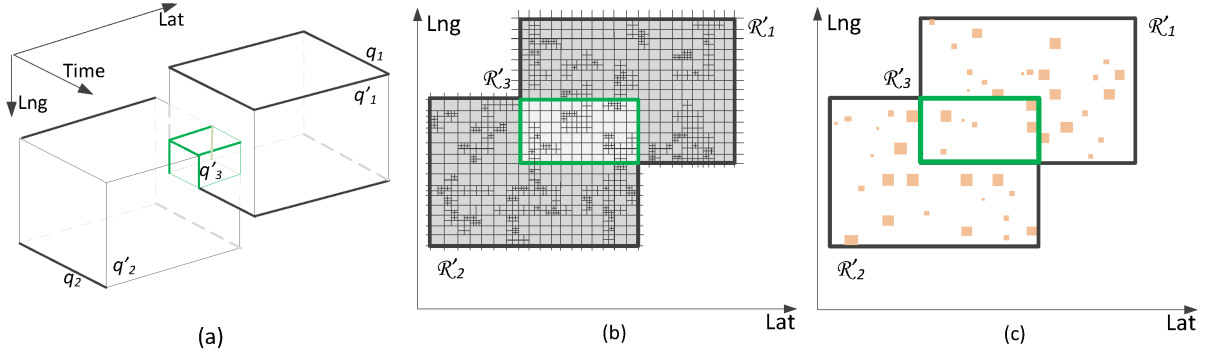 Lat
Time
Lng
q₁
q'₁
q'₃
q₂
q'₂
(a)
Lng
ℛ'₁
ℛ'₃
ℛ'₂
Lat
(b)
Lng
ℛ'₁
ℛ'₃
ℛ'₂
Lat
(c)